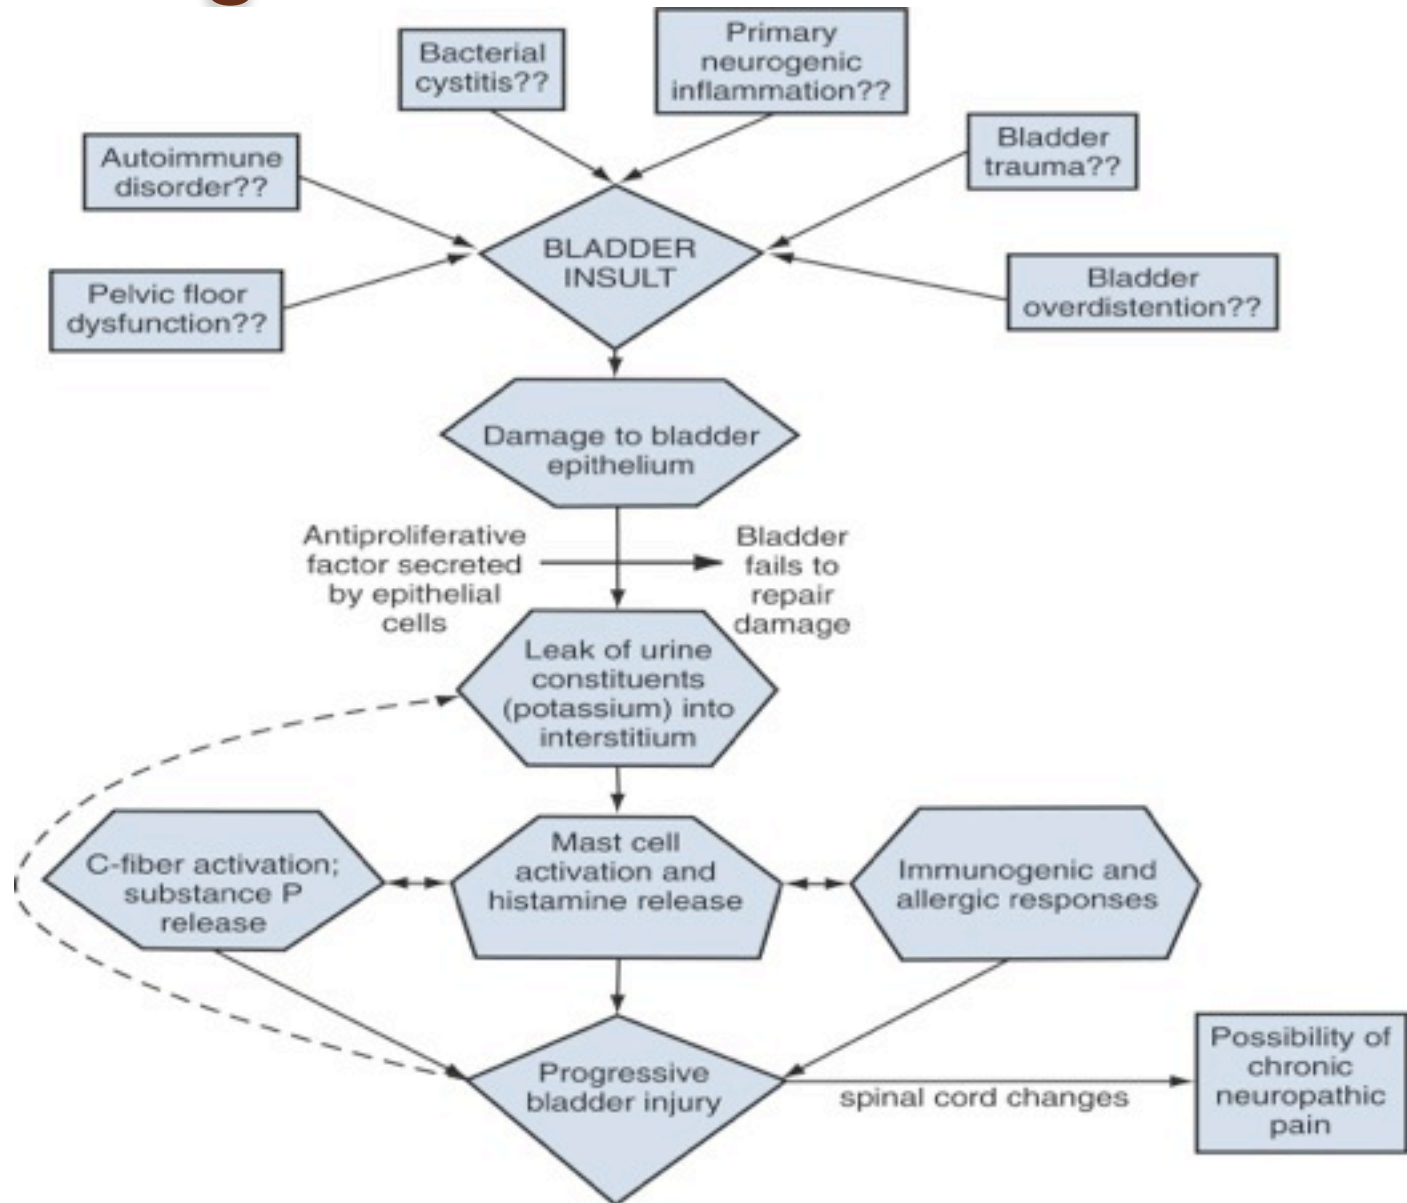 Bacterial
cystitis??
Primary
neurogenic
inflammation??
Autoimmune
disorder??
Bladder
trauma??
Pelvic floor
dysfunction??
BLADDER
INSULT
Bladder
overdistention??
Damage to bladder
epithelium
Antiproliferative
factor secreted
by epithelial
cells
Bladder
fails to
repair
damage
Leak of urine
constituents
(potassium) into
interstitium
C-fiber activation;
substance P
release
Mast cell
activation and
histamine release
Immunogenic and
allergic responses
Progressive
bladder injury
spinal cord changes
Possibility of
chronic
neuropathic
pain